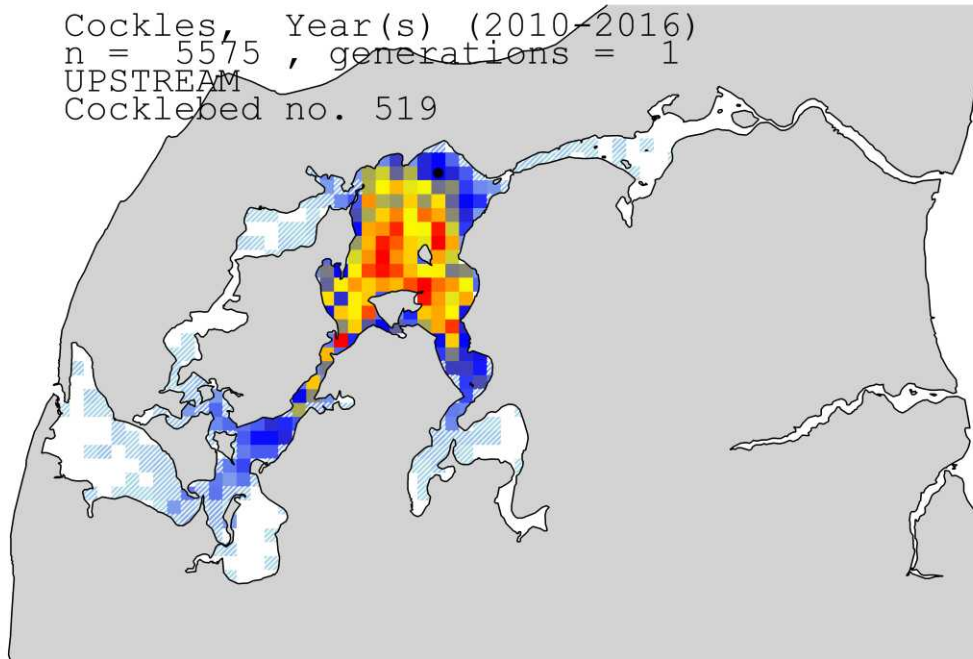 Cockles, Year(s) (2010-2016)
n = 5575 , generations = 1
UPSTREAM
Cocklebed no. 519